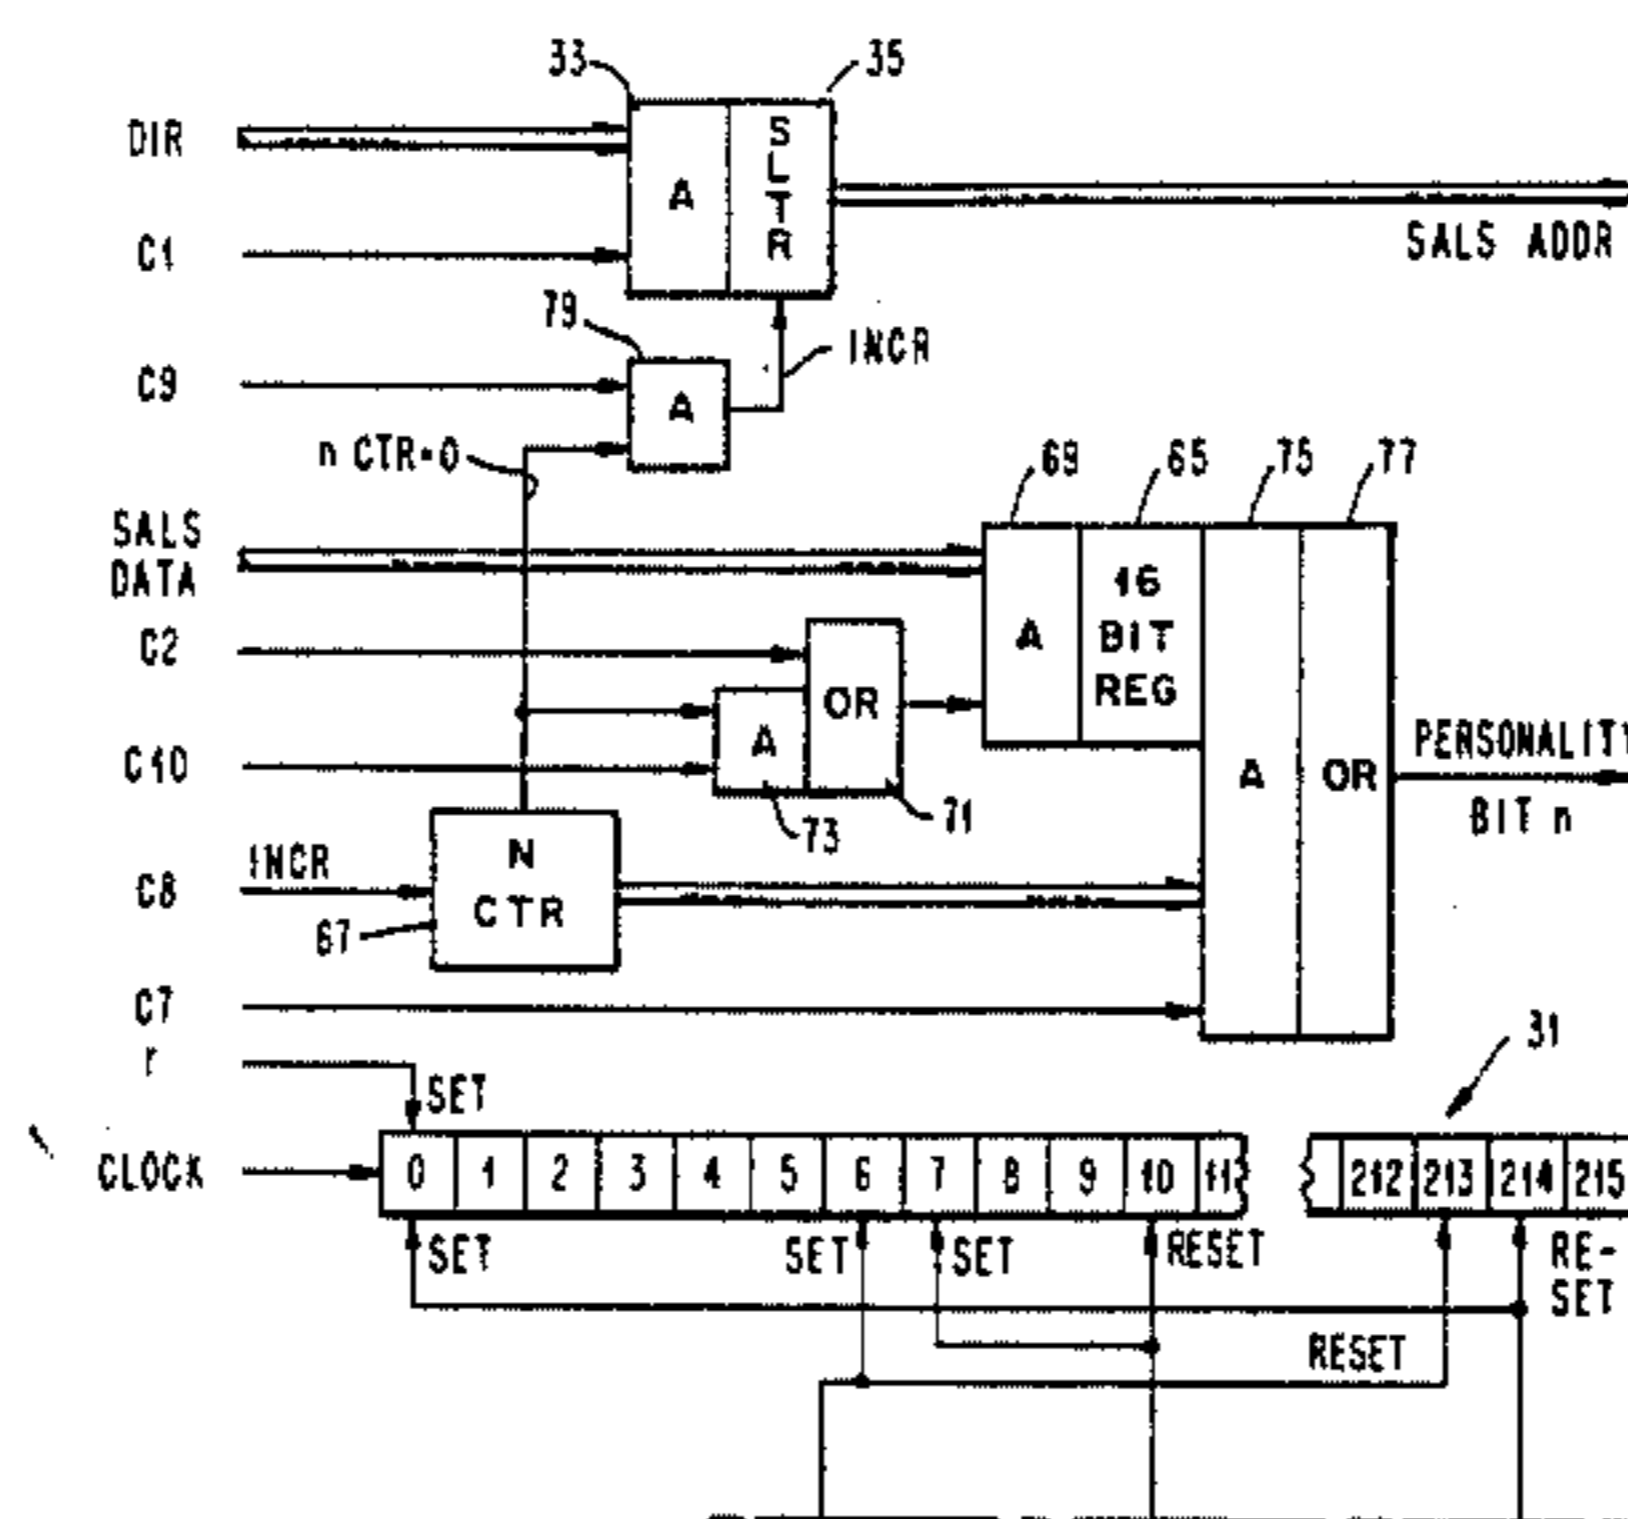 33
35
DIR
A
SLTR
C1
SALS ADDR
79
INCR
C9
A
n CTR=0
69
65
75
77
SALS
DATA
A
16
BIT
REG
C2
OR
A
A
OR
PERSONALITY
BIT n
C10
73
71
INCR
C8
N
CTR
67
C7
r
SET
31
CLOCK
0 1 2 3 4 5 6 7 8 9 10 11 212 213 214 215
SET
SET
SET
RESET
RE-
SET
RESET